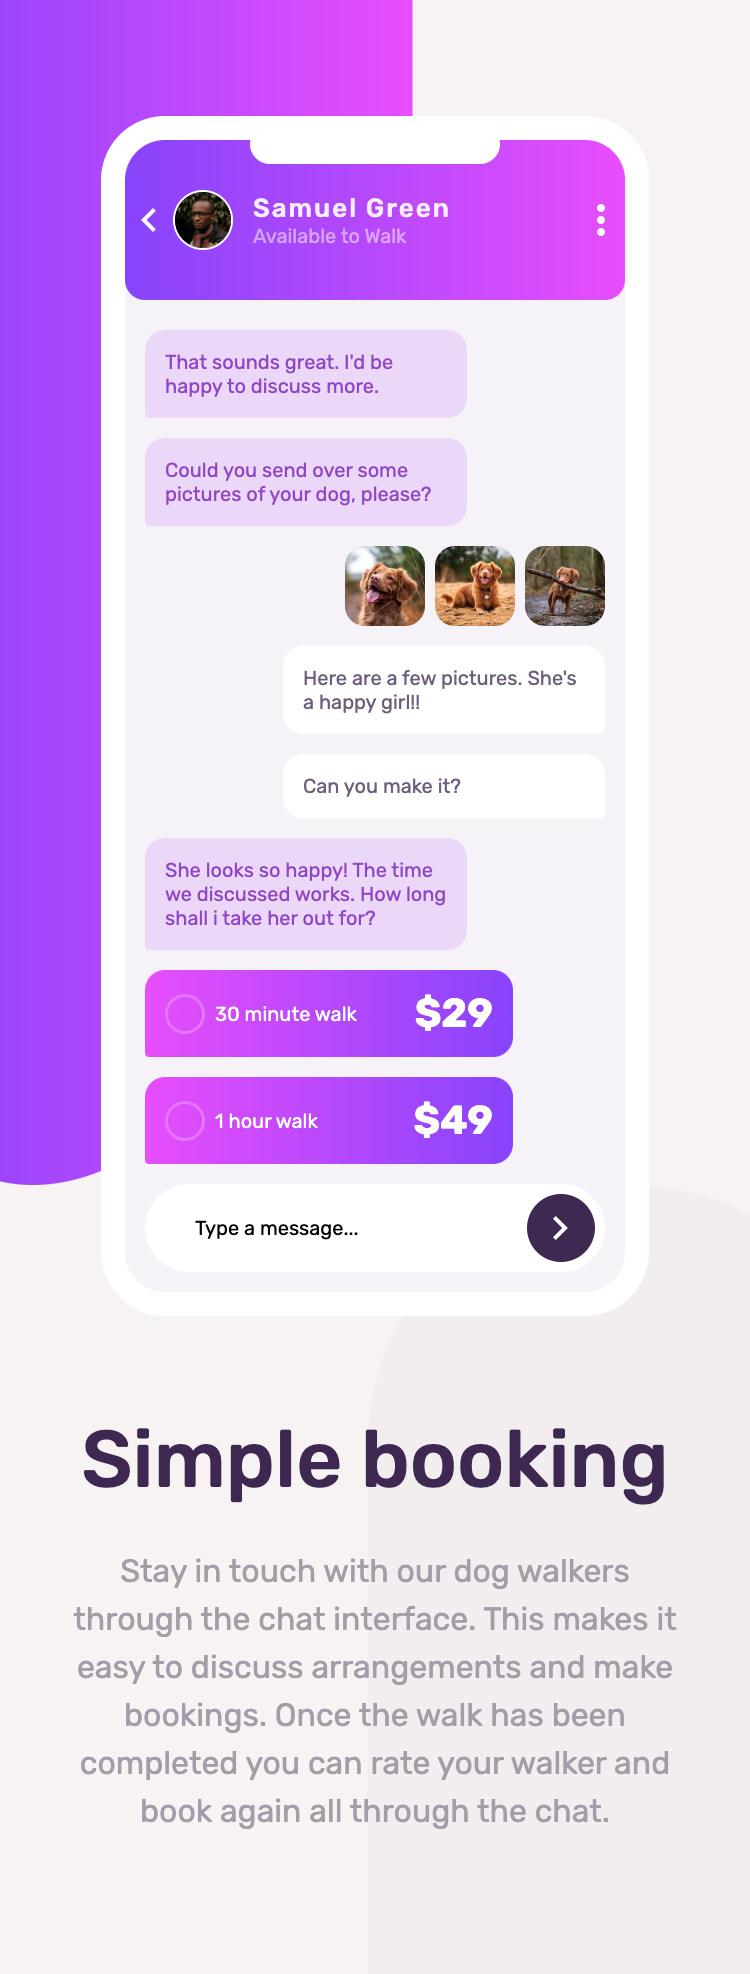 Samuel Green
Available to Walk
That sounds great. I'd be
happy to discuss more.
Could you send over some
pictures of your dog, please?
Here are a few pictures. She's
a happy girl!!
Can you make it?
She looks so happy! The time
we discussed works. How long
shall i take her out for?
30 minute walk $29
1 hour walk $49
Type a message...
Simple booking
Stay in touch with our dog walkers
through the chat interface. This makes it
easy to discuss arrangements and make
bookings. Once the walk has been
completed you can rate your walker and
book again all through the chat.